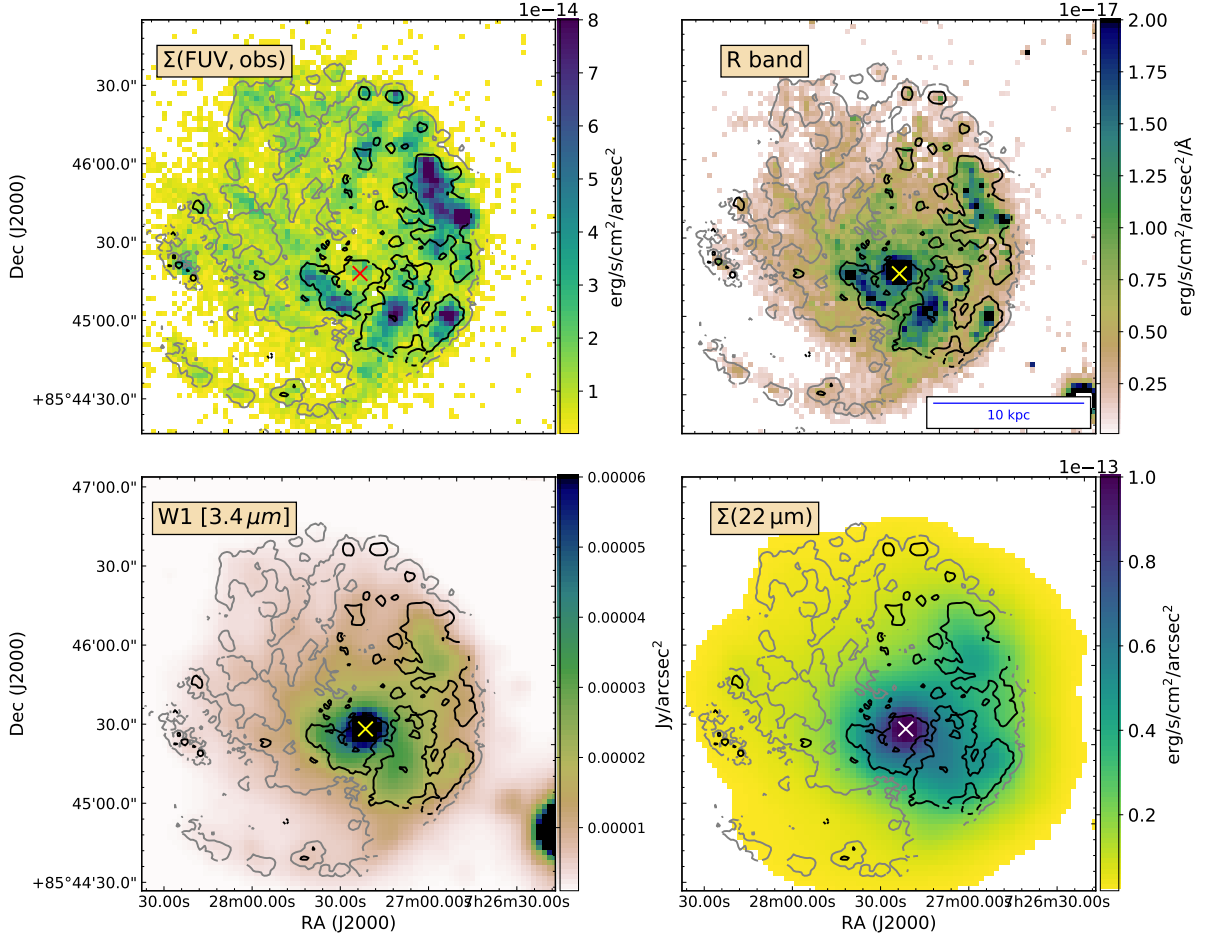 1e−14
1e−17
Σ(FUV, obs)
R band
8
7
6
5
4
3
2
1
2.00
1.75
1.50
1.25
1.00
0.75
0.50
0.25
30.0"
46'00.0"
30.0"
45'00.0"
+85°44'30.0"
Dec (J2000)
erg/s/cm²/arcsec²
erg/s/cm²/arcsec²/Å
10 kpc
1e−13
W1 [3.4 μm]
Σ(22 μm)
0.00006
0.00005
0.00004
0.00003
0.00002
0.00001
1.0
0.8
0.6
0.4
0.2
47'00.0"
30.0"
46'00.0"
30.0"
45'00.0"
+85°44'30.0"
Dec (J2000)
Jy/arcsec²
erg/s/cm²/arcsec²
30.00s 28m00.00s 30.00s 27m00.00s 7h26m30.00s
30.00s 28m00.00s 30.00s 27m00.00s 7h26m30.00s
RA (J2000)
RA (J2000)